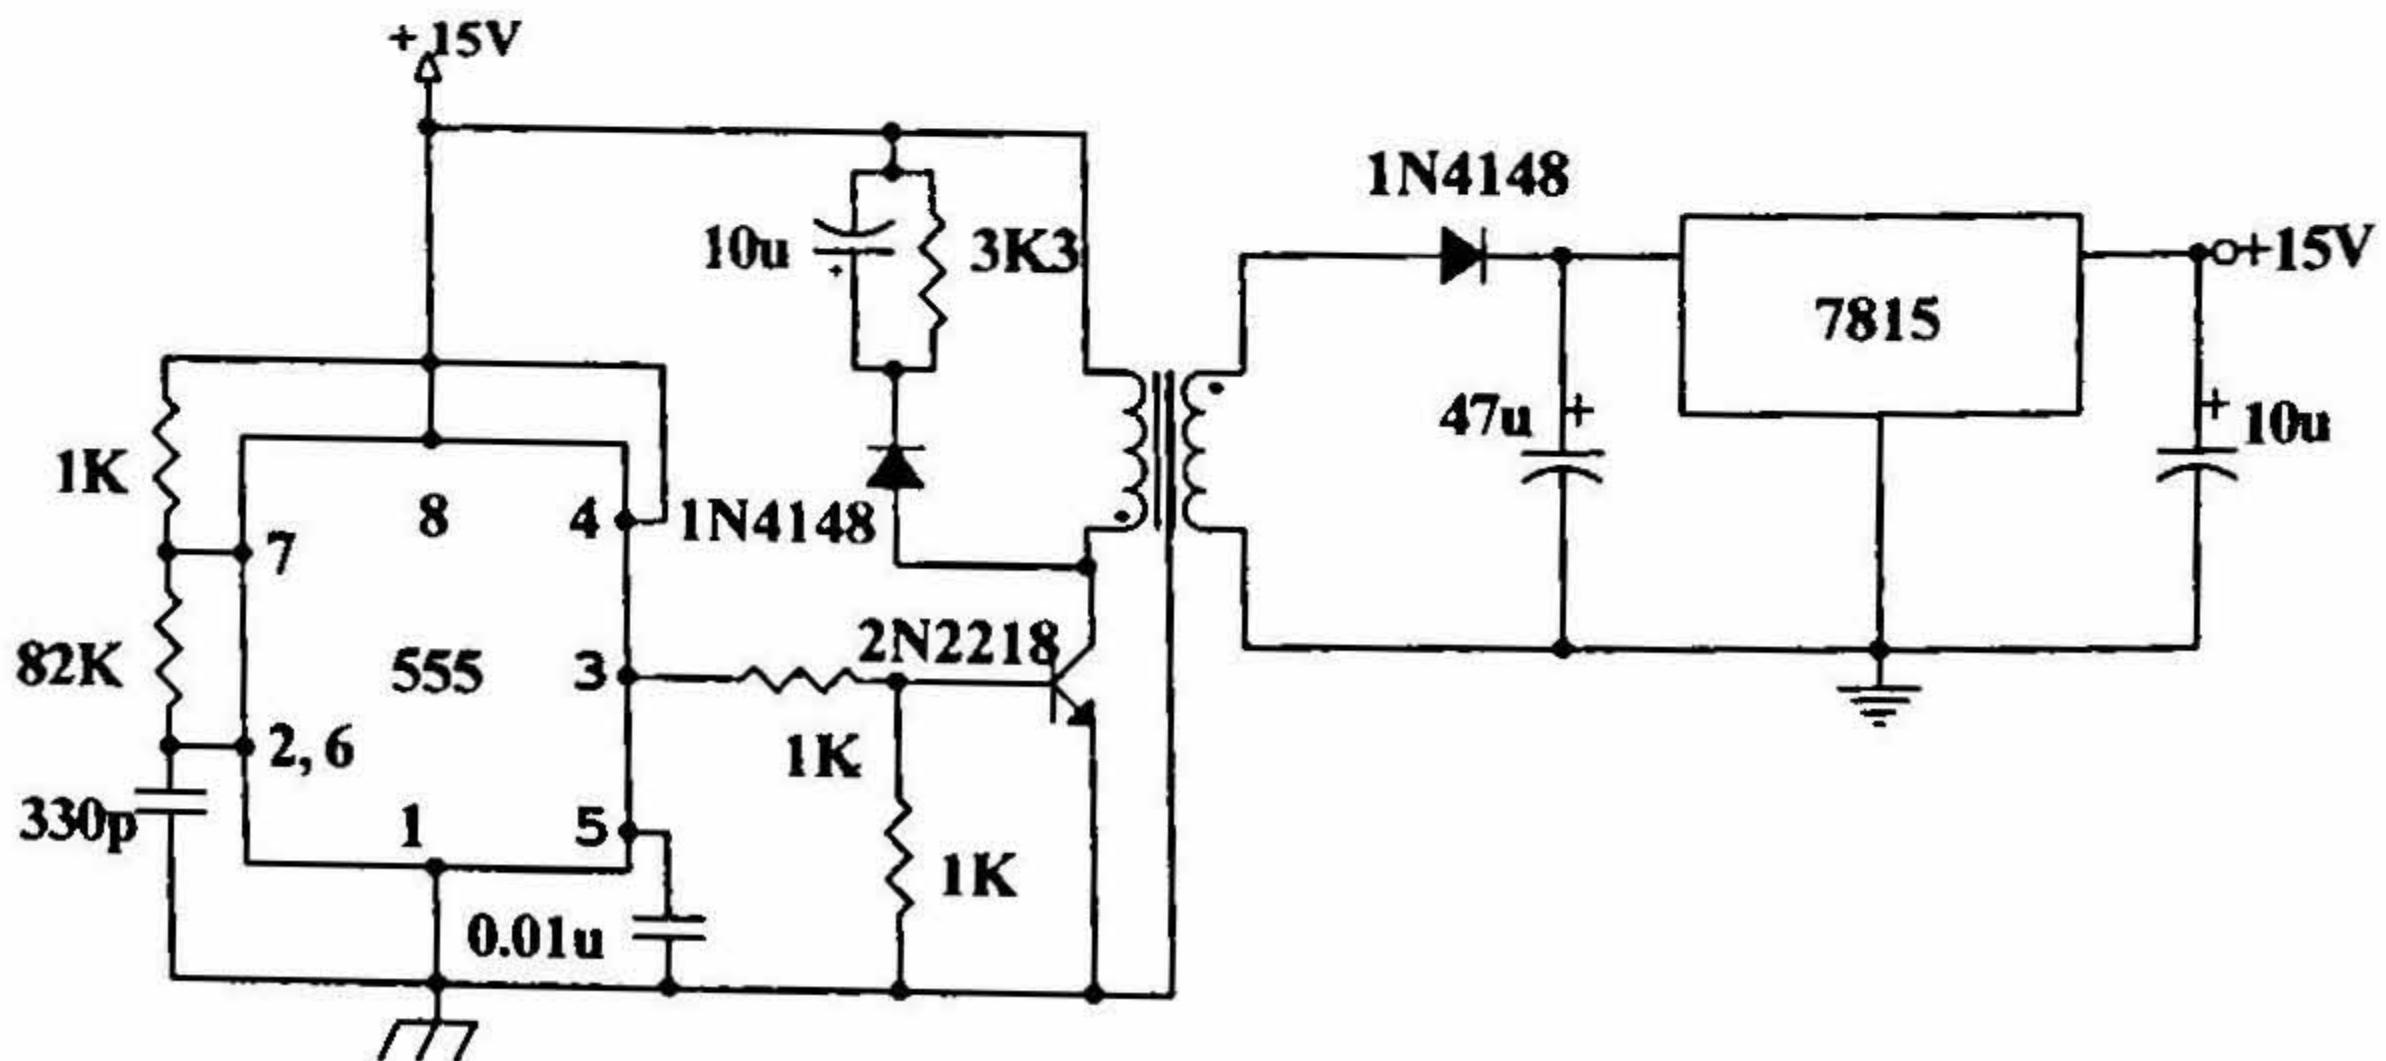 +15V
1N4148
10u
3K3
+
+15V
7815
47u
+
+
10u
1K
8
4
1N4148
7
82K
555
3
2N2218
2, 6
1K
330p
1
5
1K
0.01u